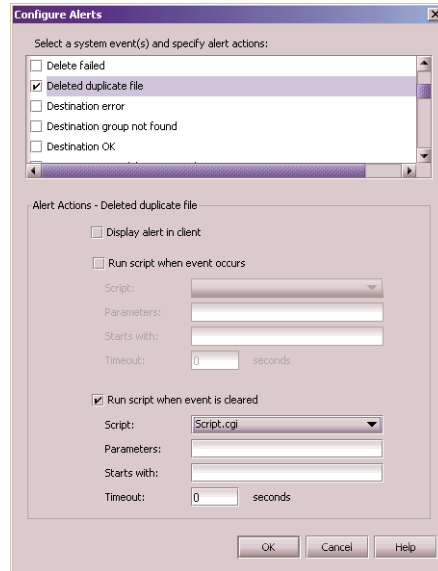 Configure Alerts
Select a system event(s) and specify alert actions:
Delete failed
Deleted duplicate file
Destination error
Destination group not found
Destination OK
Alert Actions - Deleted duplicate file
Display alert in client
Run script when event occurs
Script:
Parameters:
Starts with:
Timeout: 0 seconds
Run script when event is cleared
Script: Script.cgi
Parameters:
Starts with:
Timeout: 0 seconds
OK Cancel Help